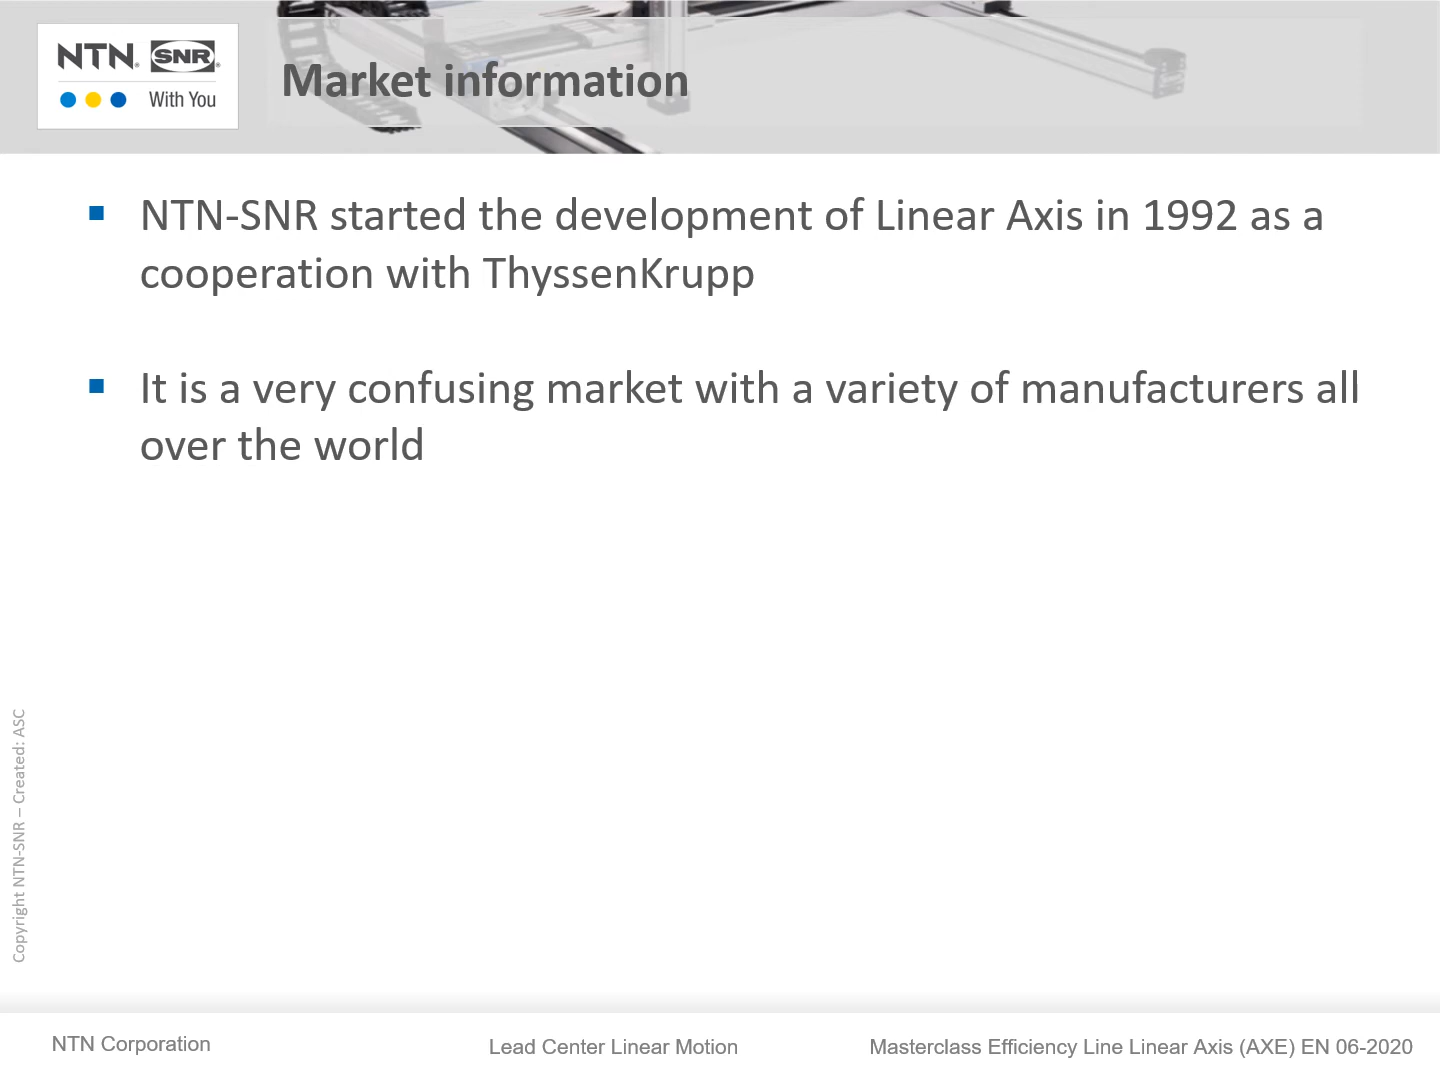 NTN. SNR.
With You
Market information
NTN-SNR started the development of Linear Axis in 1992 as a
cooperation with ThyssenKrupp
It is a very confusing market with a variety of manufacturers all
over the world
Copyright NTN-SNR – Created: ASC
NTN Corporation
Lead Center Linear Motion
Masterclass Efficiency Line Linear Axis (AXE) EN 06-2020